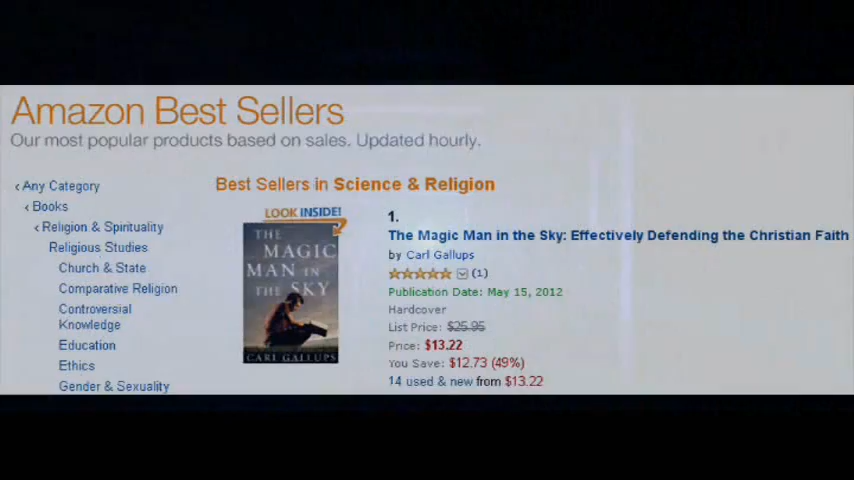 Amazon Best Sellers
Our most popular products based on sales. Updated hourly.
‹ Any Category
‹ Books
‹ Religion & Spirituality
Religious Studies
Church & State
Comparative Religion
Controversial
Knowledge
Education
Ethics
Gender & Sexuality
Best Sellers in Science & Religion
LOOK INSIDE!
THE
MAGIC
MAN IN
THE SKY
CARL GALLUPS
1.
The Magic Man in the Sky: Effectively Defending the Christian Faith
by Carl Gallups
(1)
Publication Date: May 15, 2012
Hardcover
List Price: $25.95
Price: $13.22
You Save: $12.73 (49%)
14 used & new from $13.22